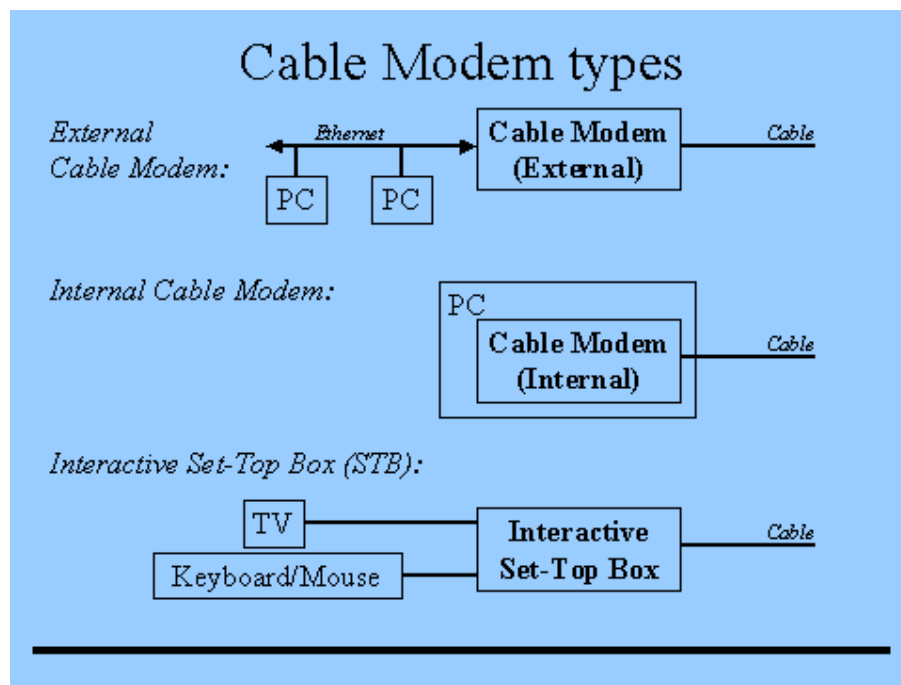 Cable Modem types
External
Cable Modem:
Ethernet
Cable Modem
(External)
Cable
PC
PC
Internal Cable Modem:
PC
Cable Modem
(Internal)
Cable
Interactive Set-Top Box (STB):
TV
Keyboard/Mouse
Interactive
Set-Top Box
Cable